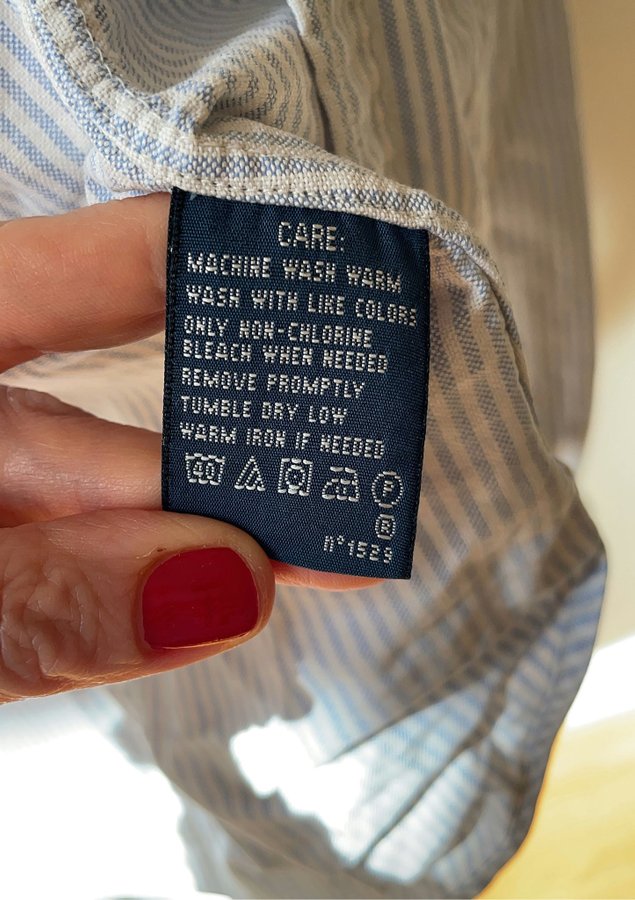 CARE:
MACHINE WASH WARM
WASH WITH LIKE COLORS
ONLY NON-CHLORINE
BLEACH WHEN NEEDED
REMOVE PROMPTLY
TUMBLE DRY LOW
WARM IRON IF NEEDED
40 P
R
n°1529